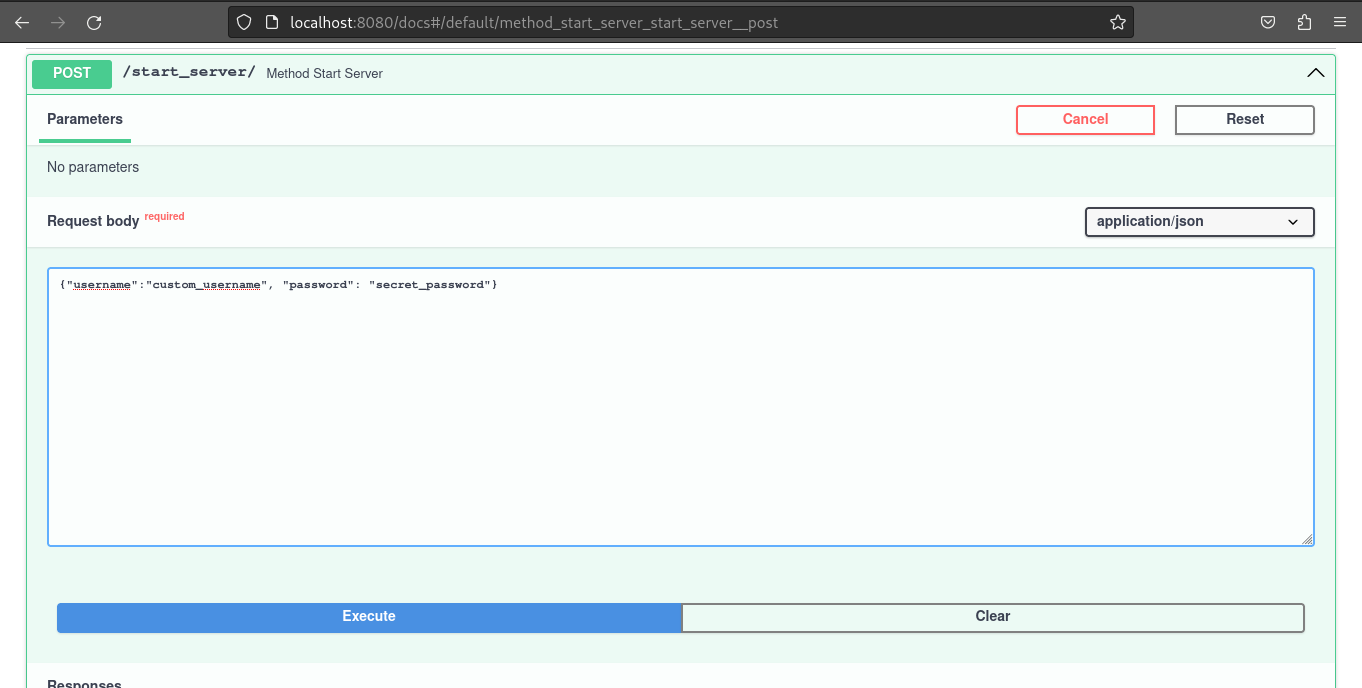 localhost:8080/docs#/default/method_start_server_start_server__post
POST /start_server/ Method Start Server
Parameters Cancel Reset
No parameters
Request body required application/json
{"username":"custom_username", "password": "secret_password"}
Execute Clear
Responses